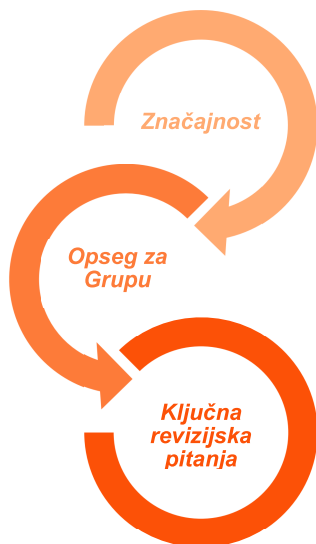 Značajnost
Opseg za
Grupu
Ključna
revizijska
pitanja